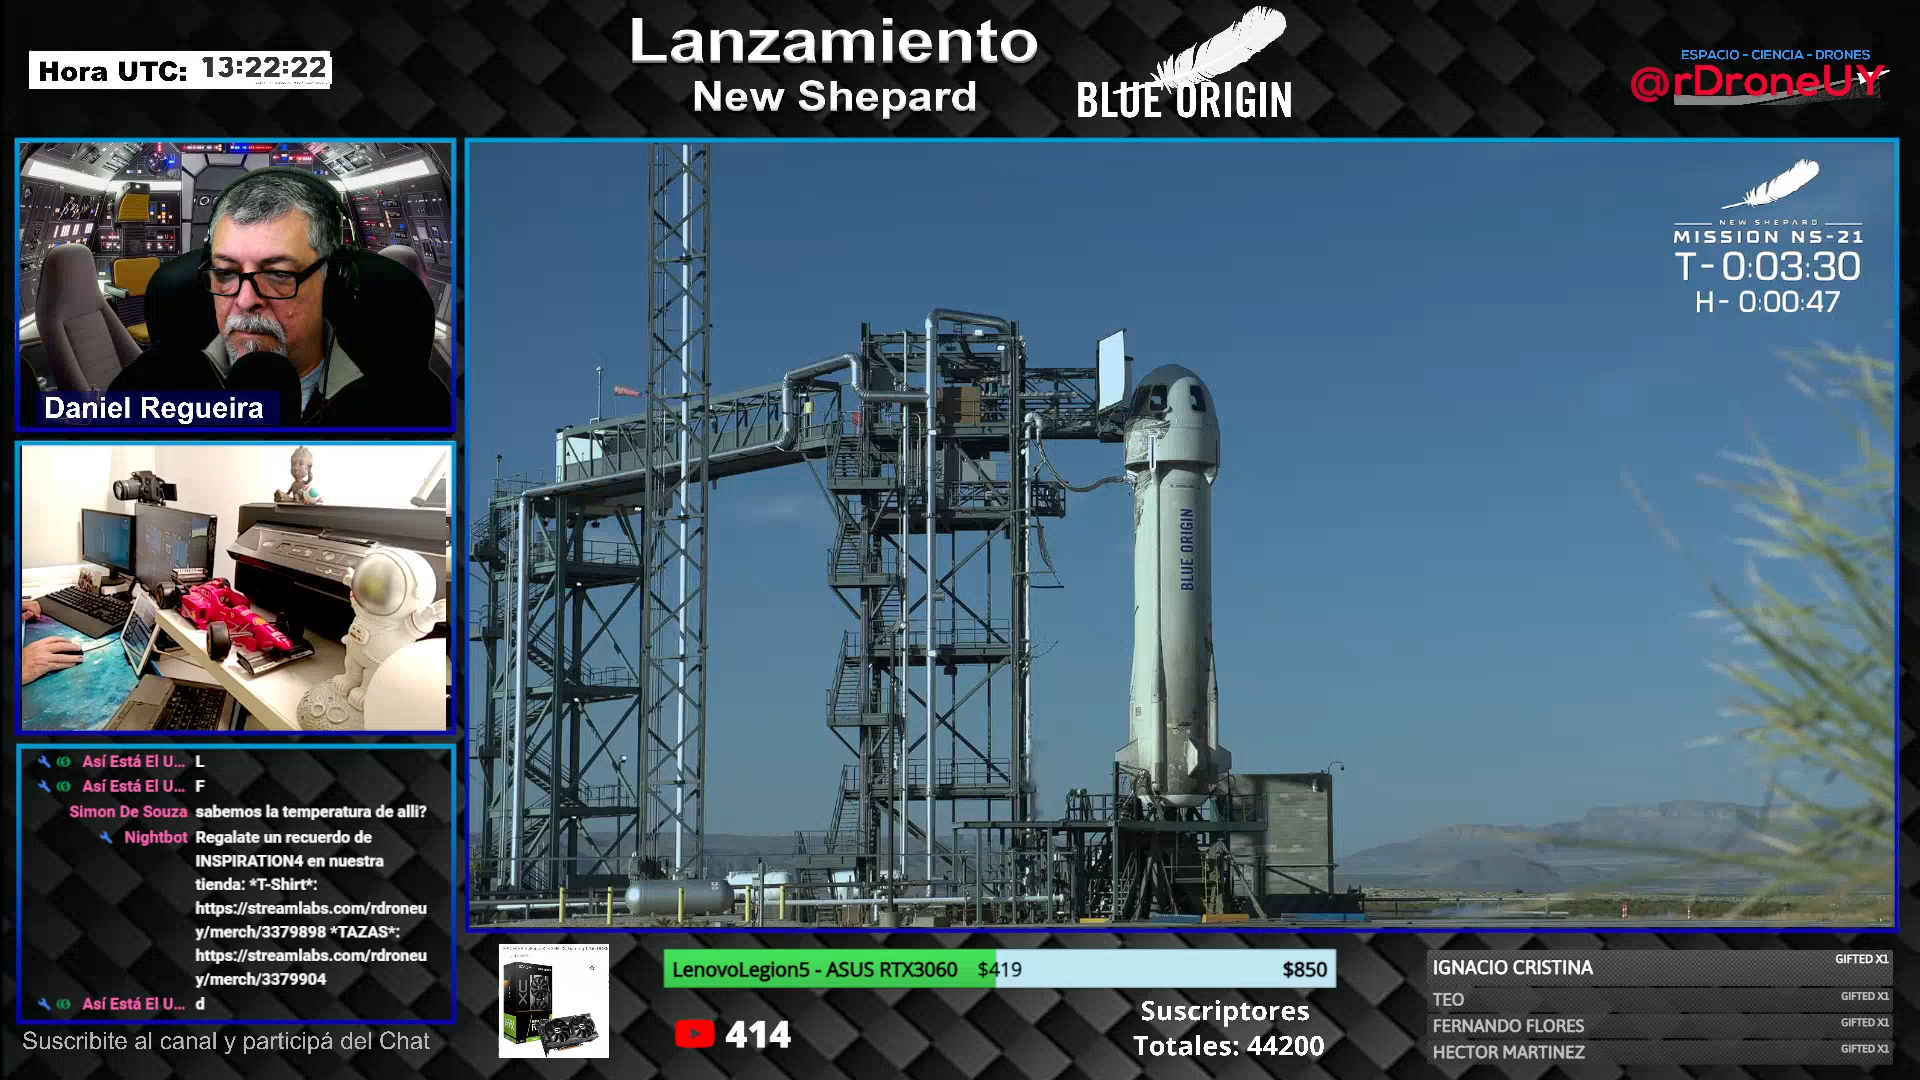 Hora UTC: 13:22:22
Lanzamiento
New Shepard
BLUE ORIGIN
ESPACIO - CIENCIA - DRONES
@rDroneUY
NEW SHEPARD
MISSION NS-21
T- 0:03:30
H- 0:00:47
BLUE ORIGIN
Daniel Regueira
Así Está El U... L
Así Está El U... F
Simon De Souza sabemos la temperatura de alli?
Nightbot Regalate un recuerdo de
INSPIRATION4 en nuestra
tienda: *T-Shirt*:
https://streamlabs.com/rdroneu
y/merch/3379898 *TAZAS*:
https://streamlabs.com/rdroneu
y/merch/3379904
Así Está El U... d
Suscribite al canal y participá del Chat
LenovoLegion5 - ASUS RTX3060 $419 $850
414
Suscriptores
Totales: 44200
IGNACIO CRISTINA GIFTED X1
TEO GIFTED X1
FERNANDO FLORES GIFTED X1
HECTOR MARTINEZ GIFTED X1